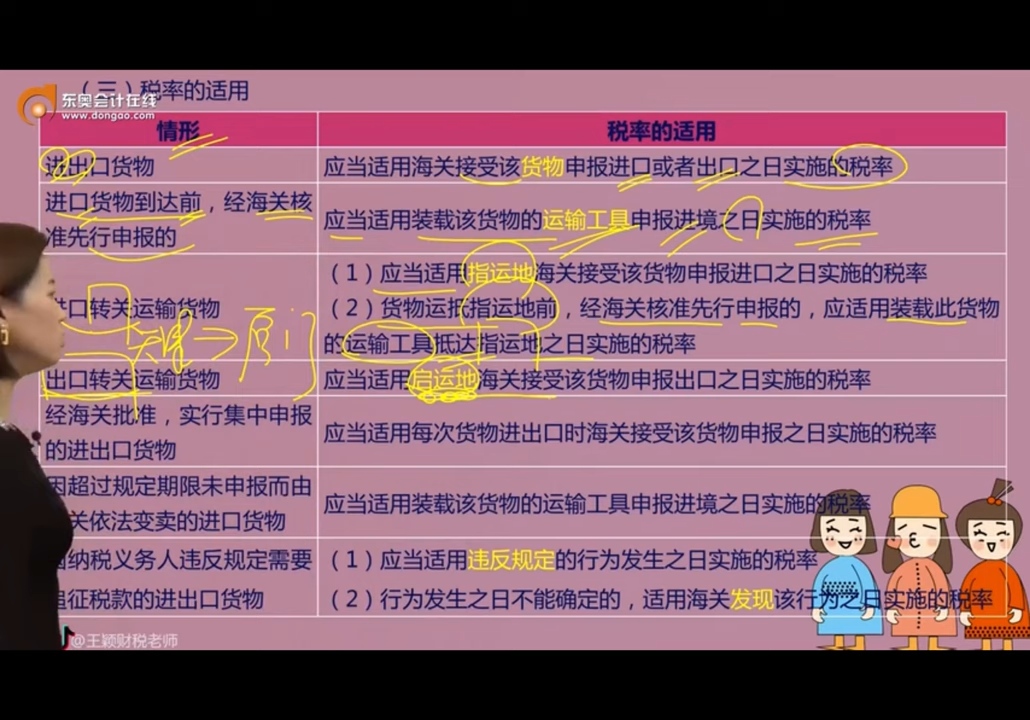 （三）税率的适用
东奥会计在线
www.dongao.com
情形
税率的适用
进出口货物
应当适用海关接受该货物申报进口或者出口之日实施的税率
进口货物到达前，经海关核
准先行申报的
应当适用装载该货物的运输工具申报进境之日实施的税率
进口转关运输货物
（1）应当适用指运地海关接受该货物申报进口之日实施的税率
（2）货物运抵指运地前，经海关核准先行申报的，应适用装载此货物
的运输工具抵达指运地之日实施的税率
出口转关运输货物
应当适用启运地海关接受该货物申报出口之日实施的税率
经海关批准，实行集中申报
的进出口货物
应当适用每次货物进出口时海关接受该货物申报之日实施的税率
因超过规定期限未申报而由
关依法变卖的进口货物
应当适用装载该货物的运输工具申报进境之日实施的税率
因纳税义务人违反规定需要
追征税款的进出口货物
（1）应当适用违反规定的行为发生之日实施的税率
（2）行为发生之日不能确定的，适用海关发现该行为之日实施的税率
@王颖财税老师